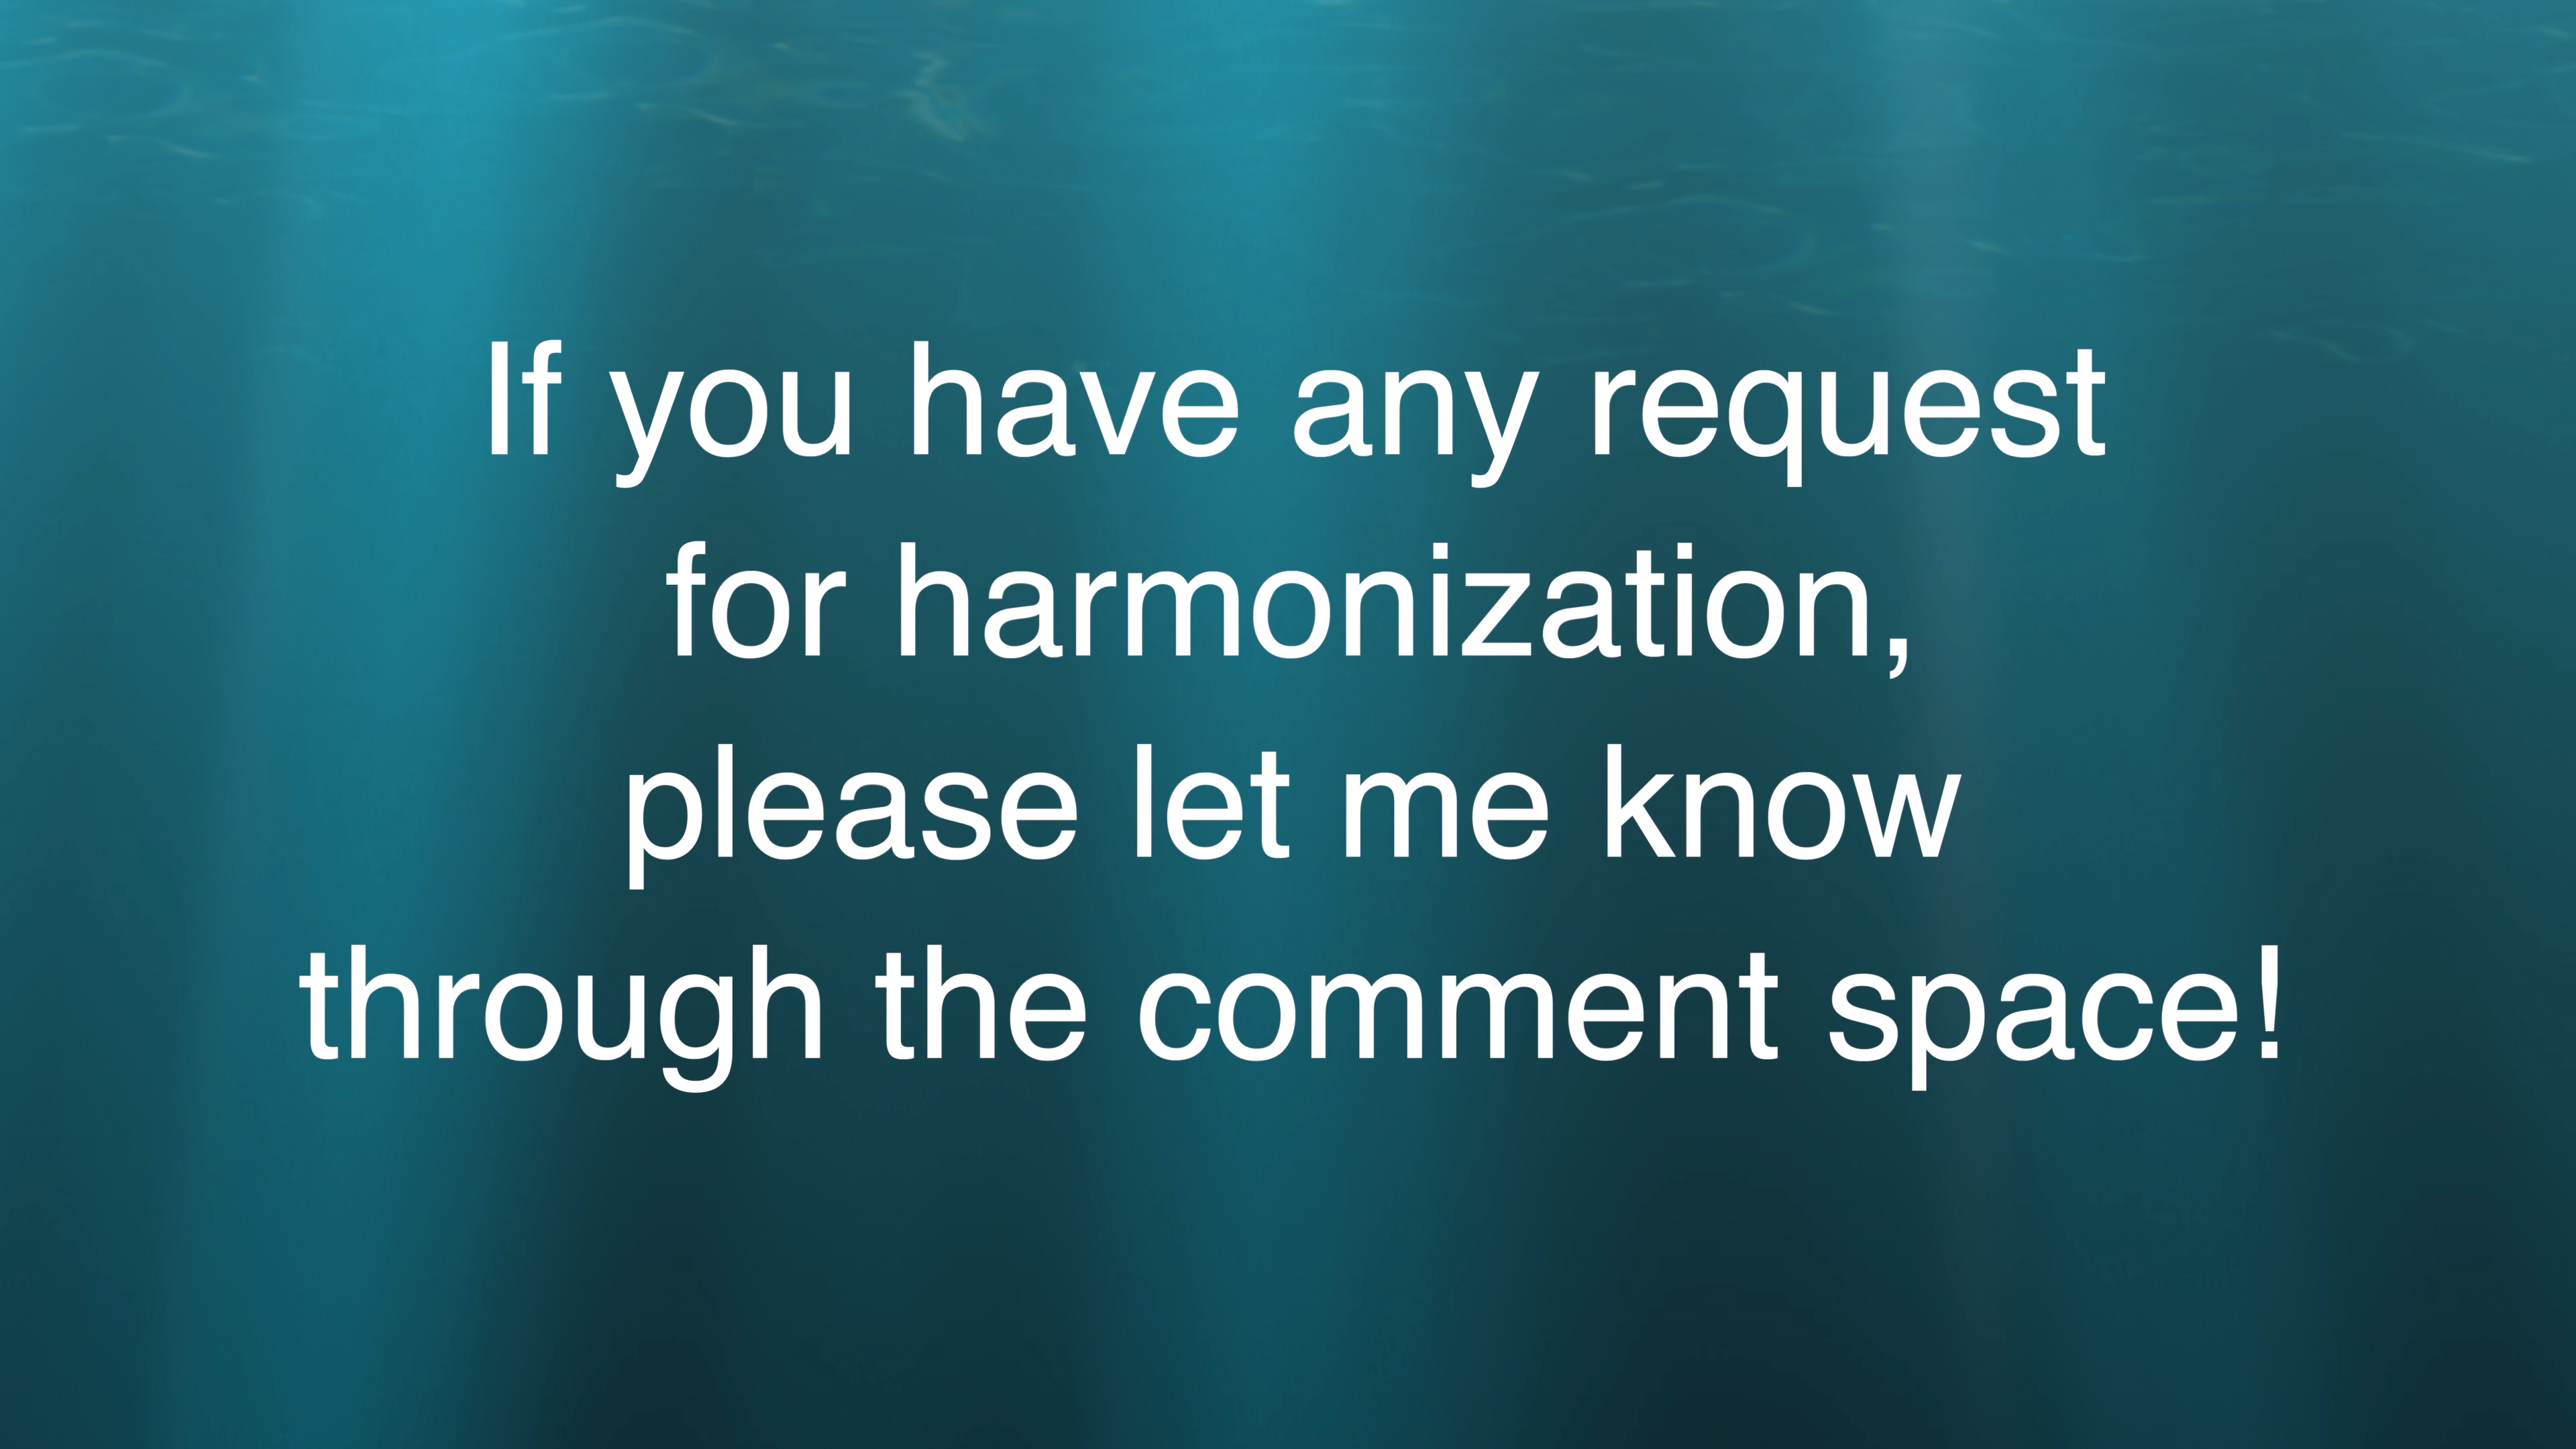 If you have any request
for harmonization,
please let me know
through the comment space!